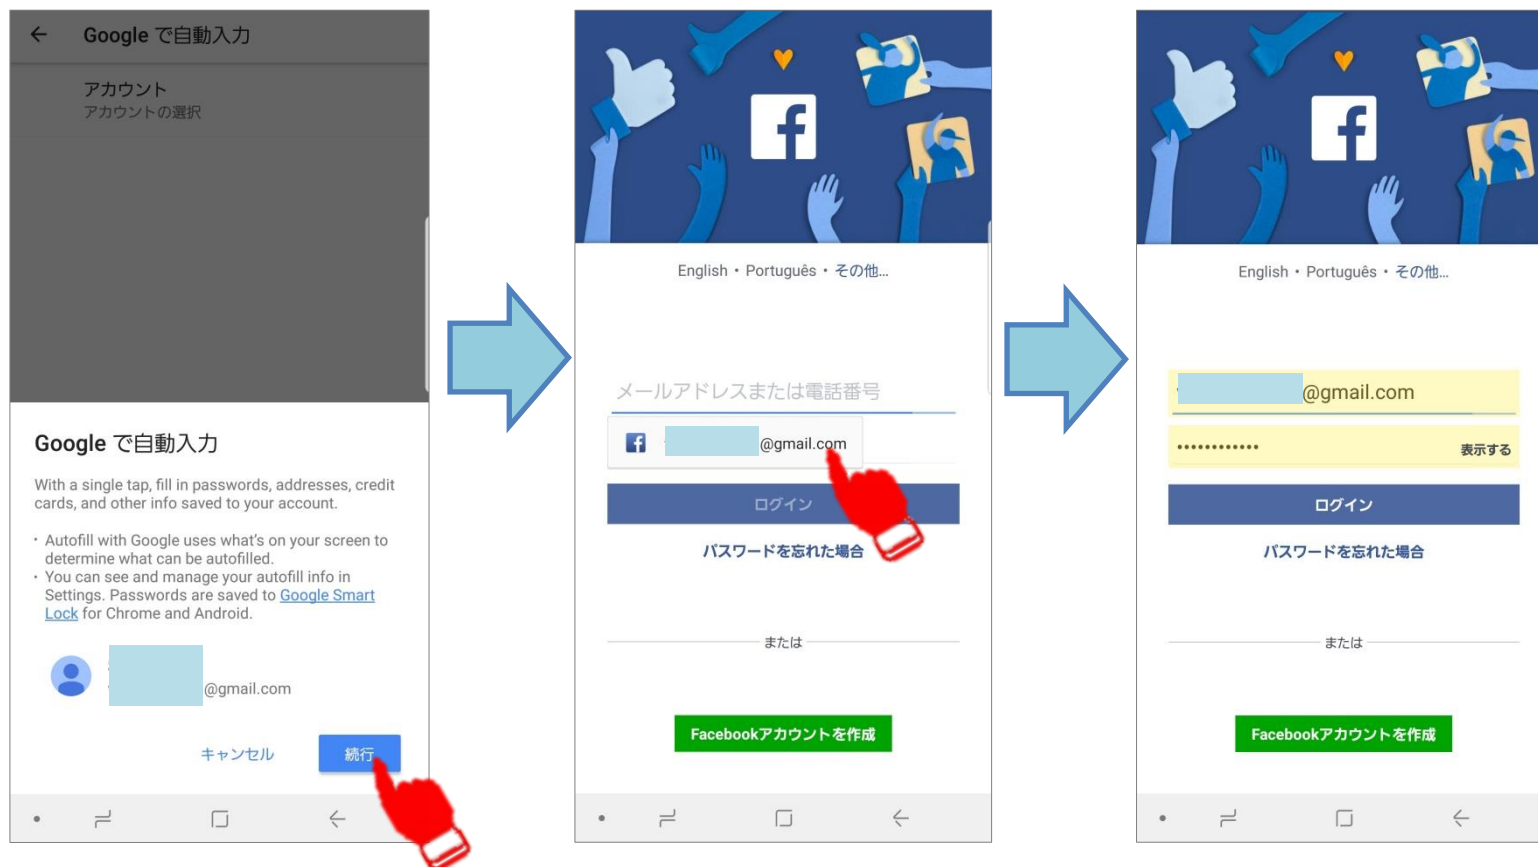 Google で自動入力
アカウント
アカウントの選択
Google で自動入力
With a single tap, fill in passwords, addresses, credit
cards, and other info saved to your account.
・Autofill with Google uses what's on your screen to
determine what can be autofilled.
・You can see and manage your autofill info in
Settings. Passwords are saved to Google Smart
Lock for Chrome and Android.
@gmail.com
キャンセル
続行
English・Português・その他...
メールアドレスまたは電話番号
@gmail.com
ログイン
パスワードを忘れた場合
または
Facebookアカウントを作成
English・Português・その他...
@gmail.com
•••••••••••• 表示する
ログイン
パスワードを忘れた場合
または
Facebookアカウントを作成